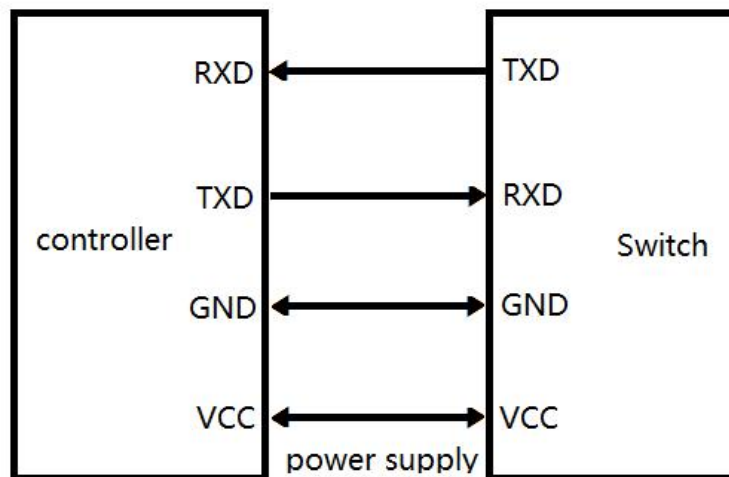 RXD TXD
TXD RXD
controller Switch
GND GND
VCC VCC
power supply